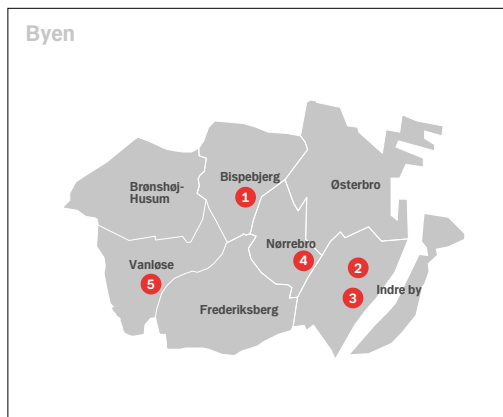 Byen
Bispebjerg
1
Brønshøj-
Husum
Østerbro
Nørrebro
4
2
Vanløse
5
3
Indre by
Frederiksberg